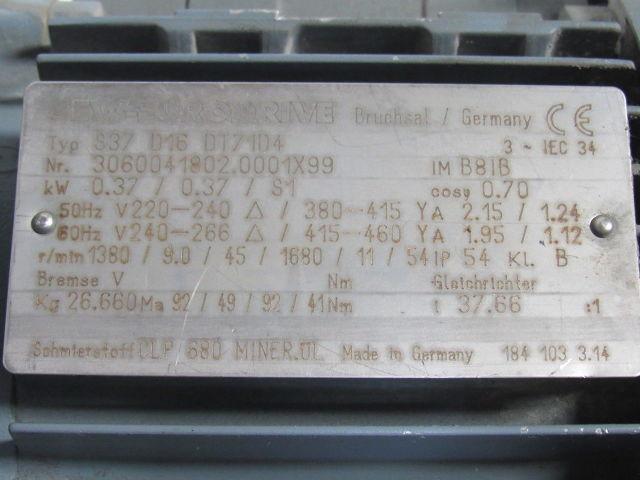 SEW-EURODRIVE Bruchsal / Germany CE
Typ S37 D16 DT71D4 3 ~ IEC 34
Nr. 3060041802.0001X99 IM B8IB
kW 0.37 / 0.37 / S1 cosφ 0.70
50Hz V220-240 Δ / 380-415 Y A 2.15 / 1.24
60Hz V240-266 Δ / 415-460 Y A 1.95 / 1.12
r/min 1380 / 9.0 / 45 / 1680 / 11 / 54 IP 54 Kl. B
Bremse V Nm Gleichrichter
Kg 26.660 Ma 92 / 49 / 92 / 41 Nm i 37.66 :1
Schmierstoff CLP 680 MINER.ÖL Made in Germany 184 103 3.14